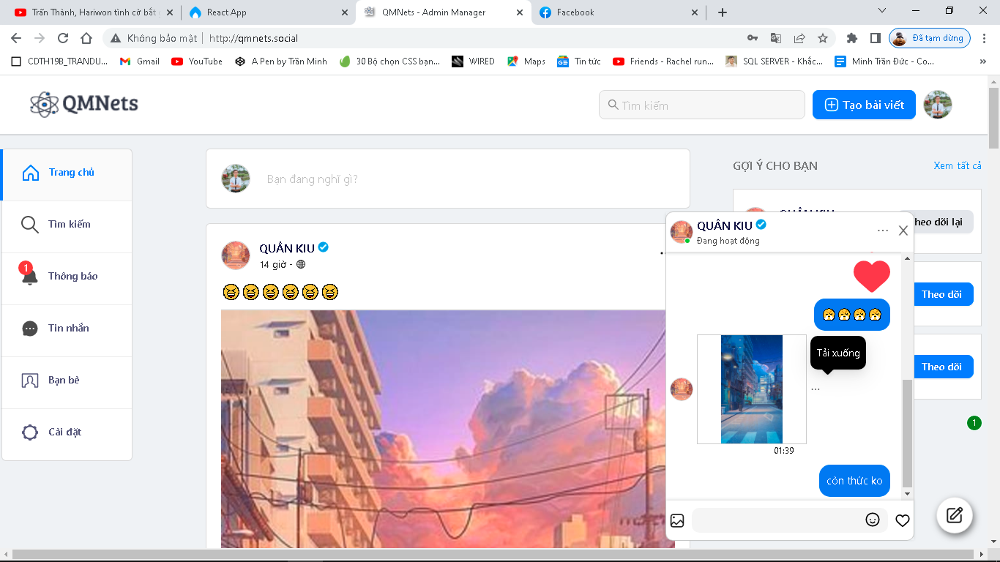 Trấn Thành, Hariwon tình cờ bắt
React App
QMNets - Admin Manager
Facebook
Không bảo mật
http://qmnets.social
Đã tạm dừng
CDTH19B_TRANDU...
Gmail
YouTube
A Pen by Trần Minh
30 Bộ chọn CSS bạn...
WIRED
Maps
Tin tức
Friends - Rachel run...
SQL SERVER - Khắc...
Minh Trần Đức - Co...
QMNets
Tìm kiếm
Tạo bài viết
Trang chủ
Tìm kiếm
1
Thông báo
Tin nhắn
Bạn bè
Cài đặt
Bạn đang nghĩ gì?
QUÂN KIU
14 giờ -
GỢI Ý CHO BẠN
Xem tất cả
QUÂN KIU
heo dõi lại
Theo dõi
Theo dõi
1
QUÂN KIU
Đang hoạt động
Tải xuống
01:39
còn thức ko